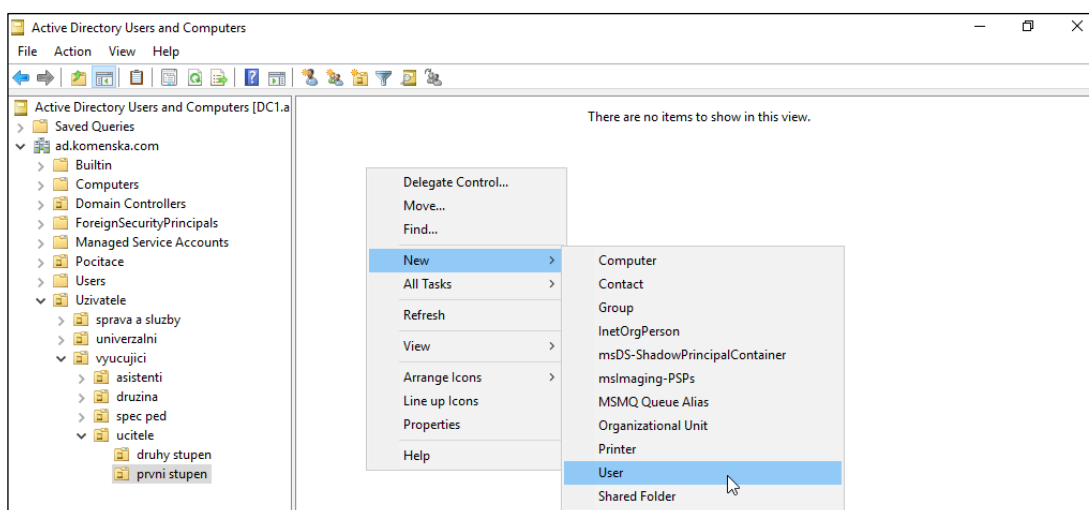 Active Directory Users and Computers
File Action View Help
Active Directory Users and Computers [DC1.a
Saved Queries
ad.komenska.com
Builtin
Computers
Domain Controllers
ForeignSecurityPrincipals
Managed Service Accounts
Pocitace
Users
Uzivatele
sprava a sluzby
univerzalni
vyucujici
asistenti
druzina
spec ped
ucitele
druhy stupen
prvni stupen
There are no items to show in this view.
Delegate Control...
Move...
Find...
New
All Tasks
Refresh
View
Arrange Icons
Line up Icons
Properties
Help
Computer
Contact
Group
InetOrgPerson
msDS-ShadowPrincipalContainer
msImaging-PSPs
MSMQ Queue Alias
Organizational Unit
Printer
User
Shared Folder